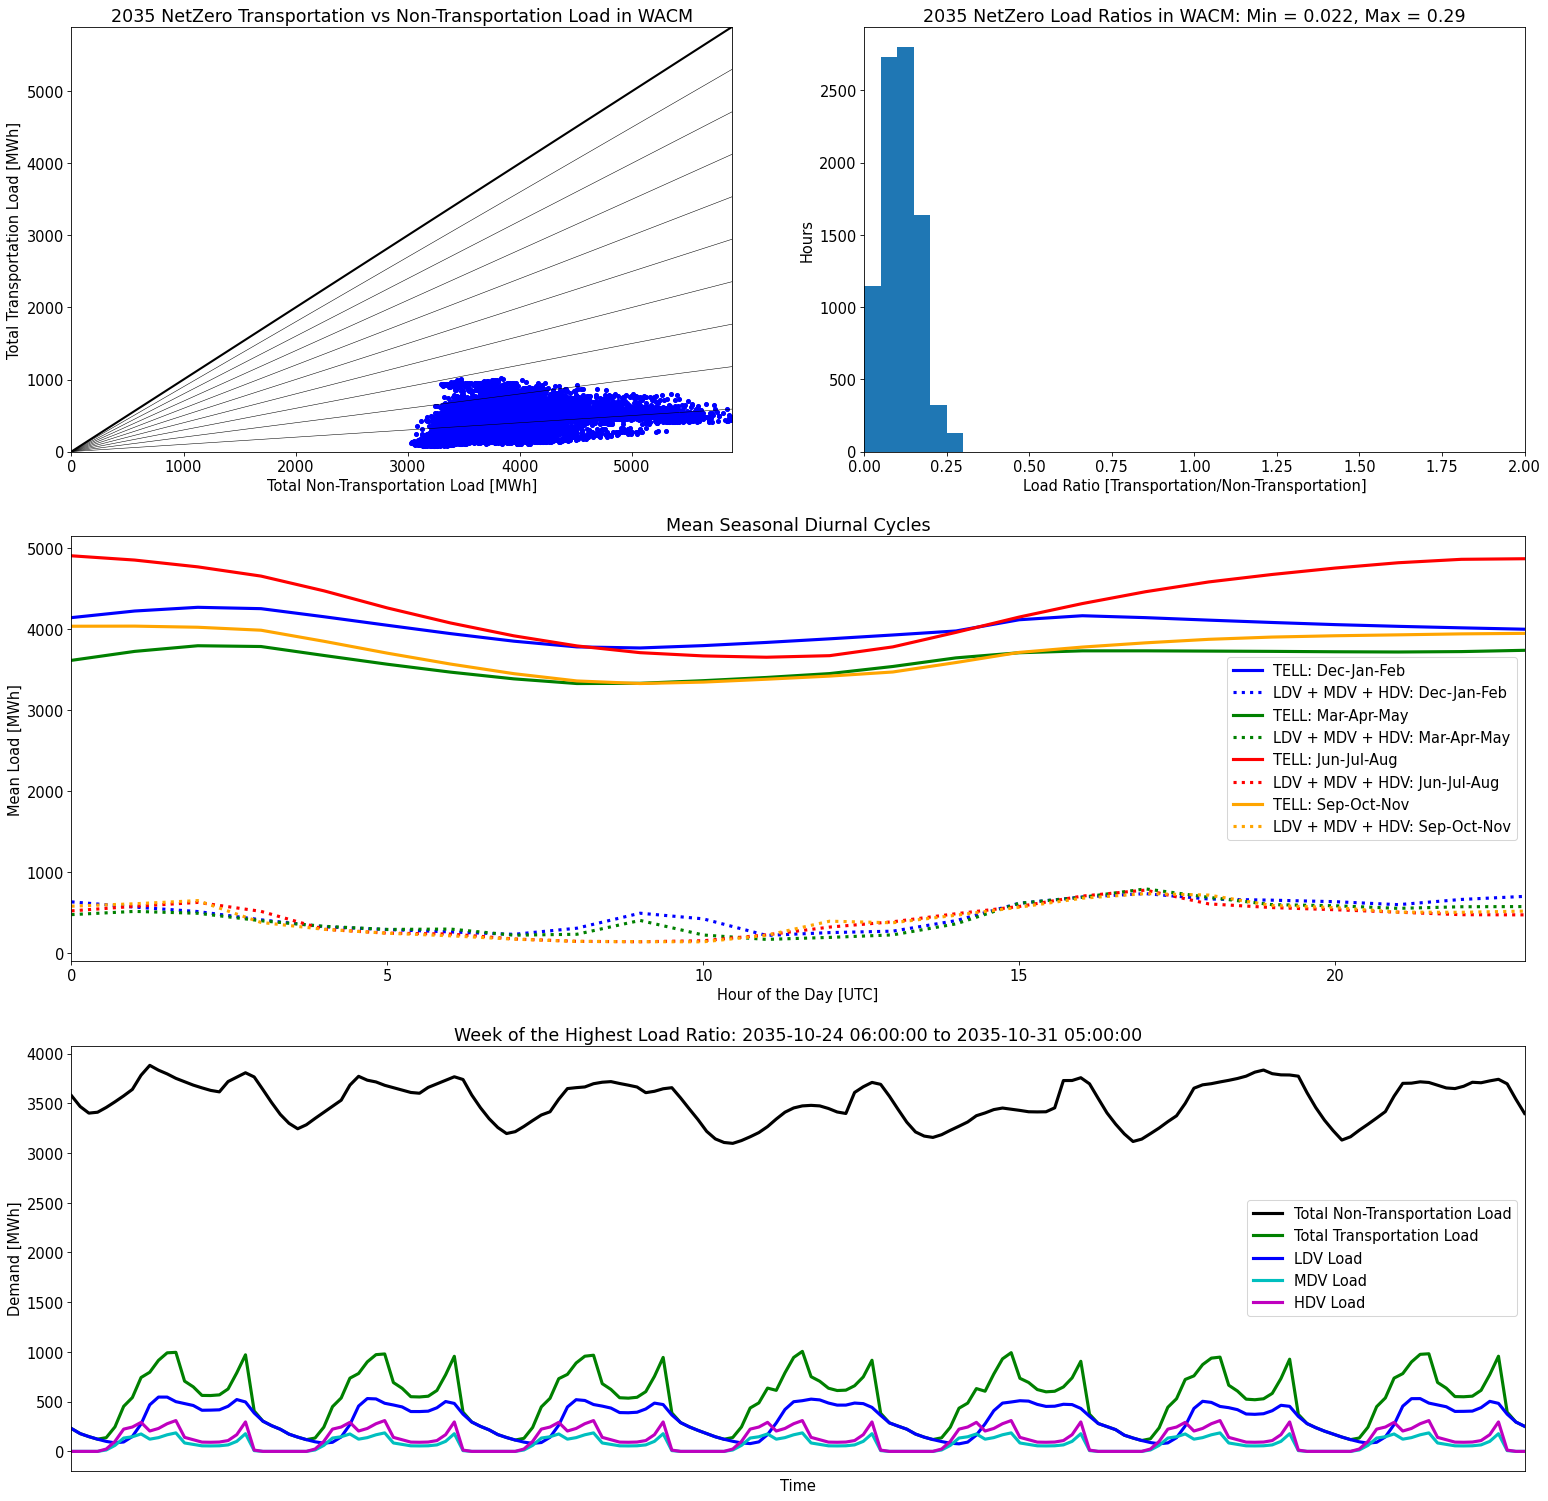 2035 NetZero Transportation vs Non-Transportation Load in WACM
Total Transportation Load [MWh]
5000
4000
3000
2000
1000
0
0 1000 2000 3000 4000 5000
Total Non-Transportation Load [MWh]
2035 NetZero Load Ratios in WACM: Min = 0.022, Max = 0.29
Hours
2500
2000
1500
1000
500
0
0.00 0.25 0.50 0.75 1.00 1.25 1.50 1.75 2.00
Load Ratio [Transportation/Non-Transportation]
Mean Seasonal Diurnal Cycles
Mean Load [MWh]
5000
4000
3000
2000
1000
0
TELL: Dec-Jan-Feb
LDV + MDV + HDV: Dec-Jan-Feb
TELL: Mar-Apr-May
LDV + MDV + HDV: Mar-Apr-May
TELL: Jun-Jul-Aug
LDV + MDV + HDV: Jun-Jul-Aug
TELL: Sep-Oct-Nov
LDV + MDV + HDV: Sep-Oct-Nov
0 5 10 15 20
Hour of the Day [UTC]
Week of the Highest Load Ratio: 2035-10-24 06:00:00 to 2035-10-31 05:00:00
Demand [MWh]
4000
3500
3000
2500
2000
1500
1000
500
0
Total Non-Transportation Load
Total Transportation Load
LDV Load
MDV Load
HDV Load
Time